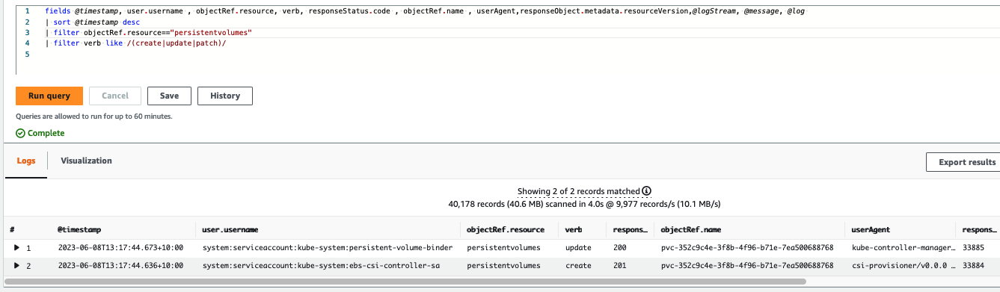 1 fields @timestamp, user.username , objectRef.resource, verb, responseStatus.code , objectRef.name , userAgent,responseObject.metadata.resourceVersion,@logStream, @message, @log
2 | sort @timestamp desc
3 | filter objectRef.resource=="persistentvolumes"
4 | filter verb like /(create|update|patch)/
5
Run query Cancel Save History
Queries are allowed to run for up to 60 minutes.
Complete
Logs Visualization
Export results
Showing 2 of 2 records matched
40,178 records (40.6 MB) scanned in 4.0s @ 9,977 records/s (10.1 MB/s)
# @timestamp user.username objectRef.resource verb respons… objectRef.name userAgent respons…
1 2023-06-08T13:17:44.673+10:00 system:serviceaccount:kube-system:persistent-volume-binder persistentvolumes update 200 pvc-352c9c4e-3f8b-4f96-b71e-7ea500688768 kube-controller-manager… 33885
2 2023-06-08T13:17:44.636+10:00 system:serviceaccount:kube-system:ebs-csi-controller-sa persistentvolumes create 201 pvc-352c9c4e-3f8b-4f96-b71e-7ea500688768 csi-provisioner/v0.0.0 … 33884